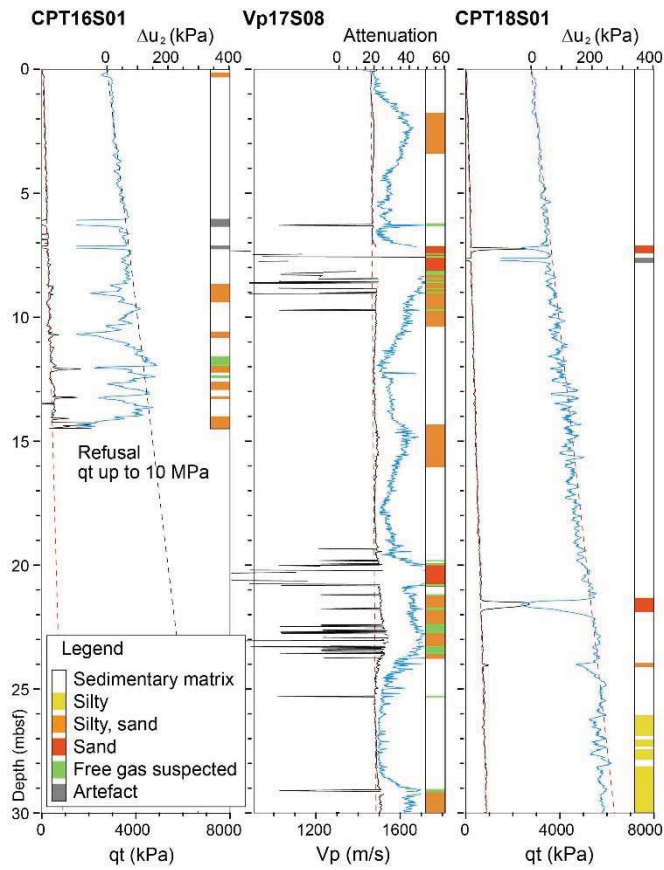 CPT16S01 Vp17S08 CPT18S01
Δu2 (kPa) Attenuation Δu2 (kPa)
0 200 400 0 20 40 60 0 200 400
0
5
10
15
Refusal
qt up to 10 MPa
20
Legend
Sedimentary matrix
Silty
Silty, sand
Sand
Free gas suspected
Artefact
25
30
Depth (mbsf)
0 4000 8000 1200 1600 0 4000 8000
qt (kPa) Vp (m/s) qt (kPa)